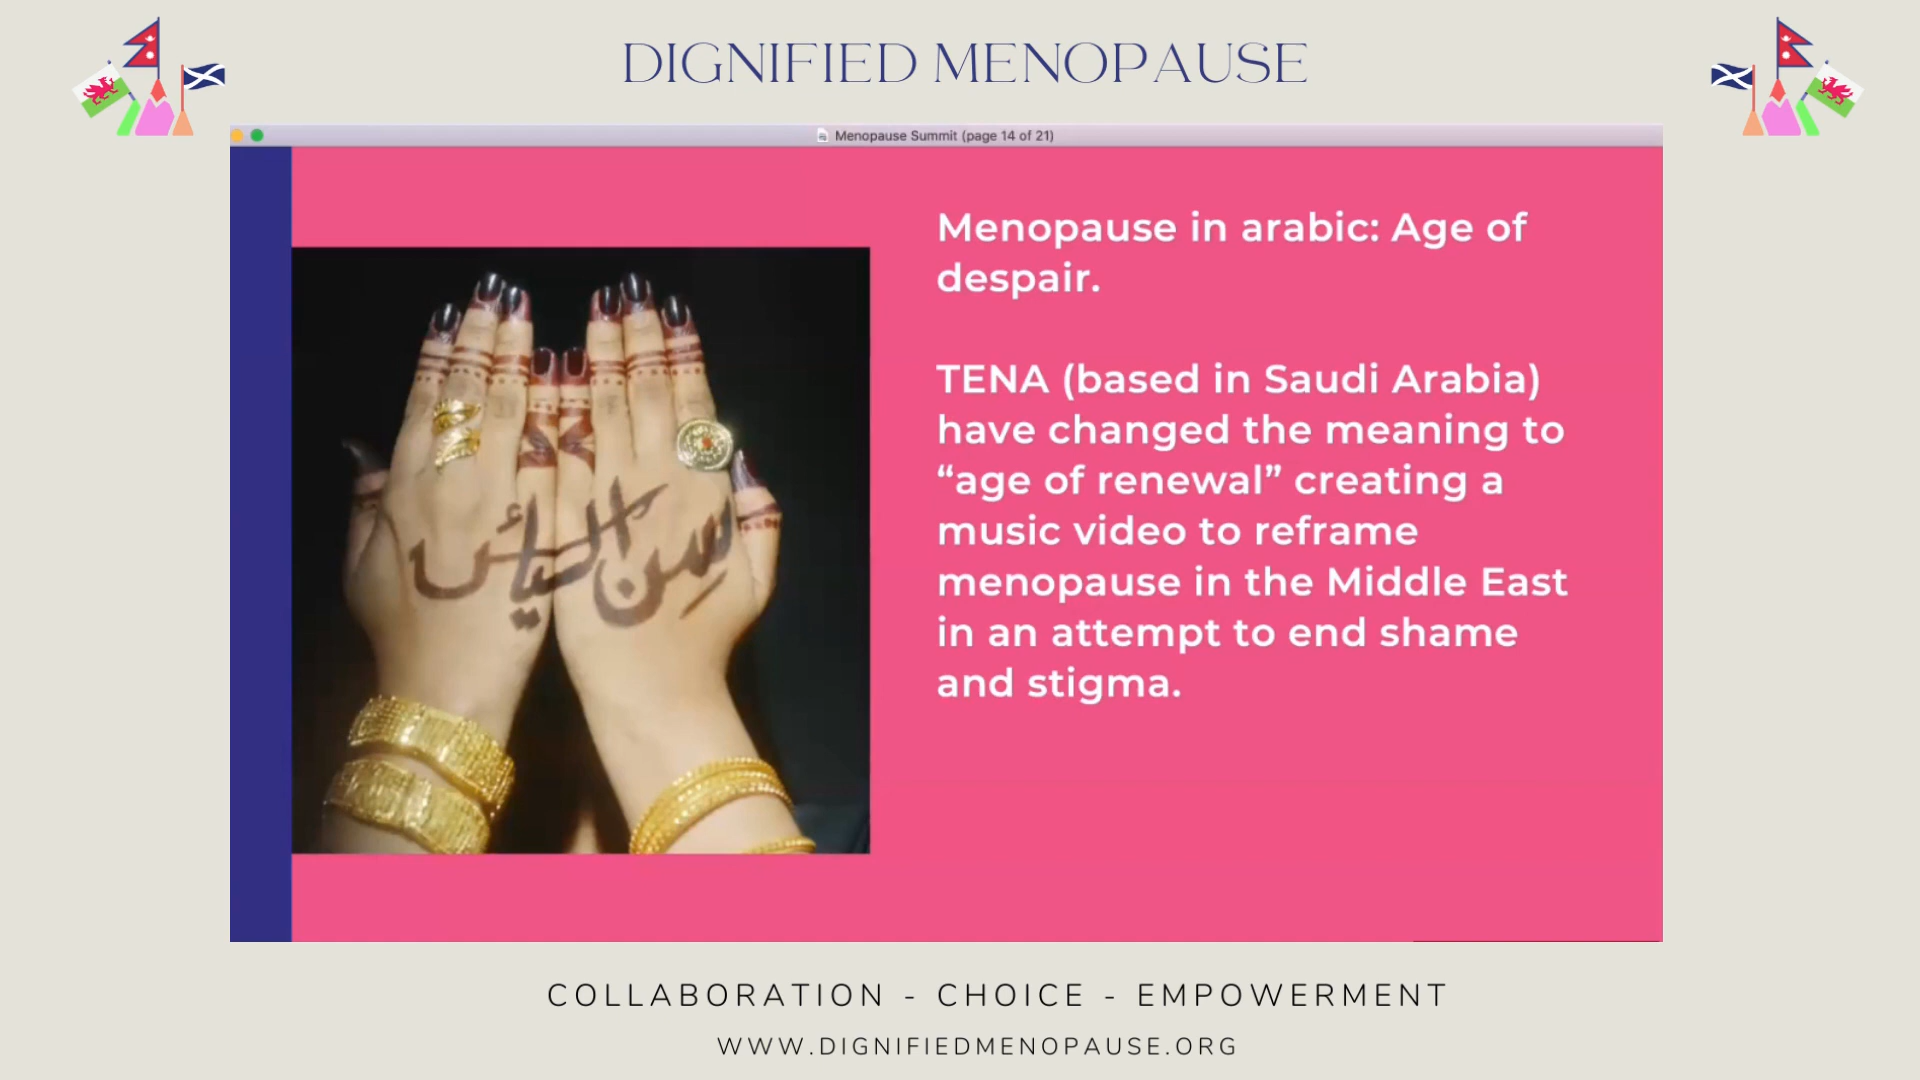 DIGNIFIED MENOPAUSE
Menopause Summit (page 14 of 21)
سِن اليأس
Menopause in arabic: Age of
despair.
TENA (based in Saudi Arabia)
have changed the meaning to
“age of renewal” creating a
music video to reframe
menopause in the Middle East
in an attempt to end shame
and stigma.
COLLABORATION - CHOICE - EMPOWERMENT
WWW.DIGNIFIEDMENOPAUSE.ORG